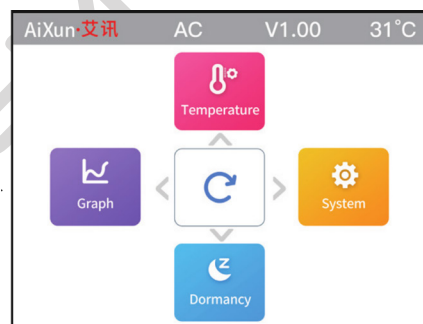 AiXun·艾讯 AC V1.00 31°C
Temperature
Graph
System
Dormancy